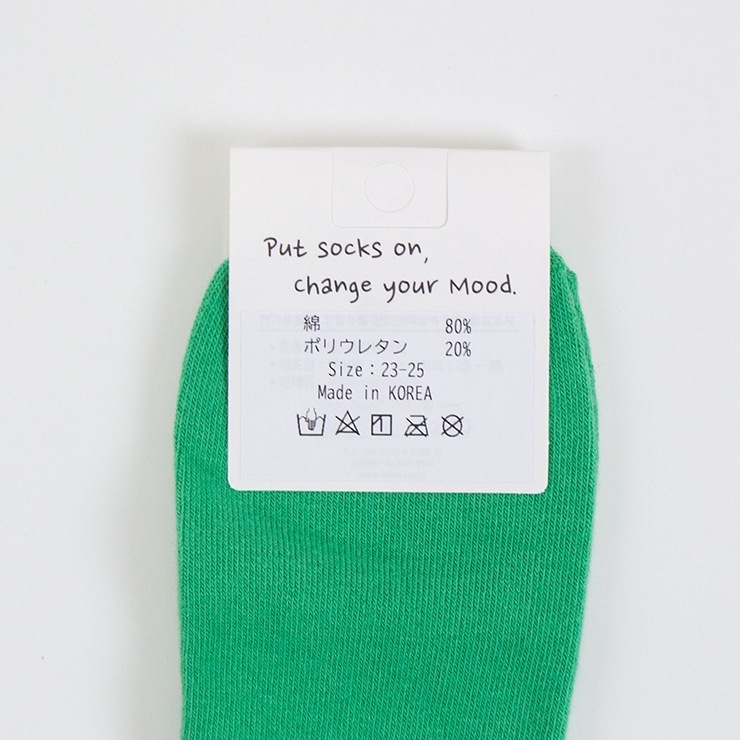 Put socks on,
change your Mood.
綿 80%
ポリウレタン 20%
Size：23-25
Made in KOREA